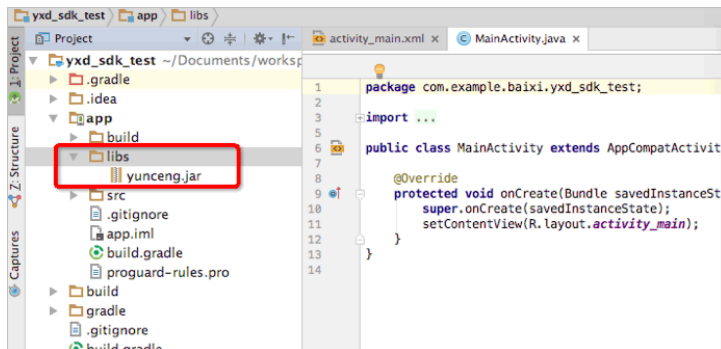 yxd_sdk_test app libs
1: Project
Project
activity_main.xml
MainActivity.java
yxd_sdk_test ~/Documents/worksp
.gradle
.idea
app
build
libs
yunceng.jar
src
.gitignore
app.iml
build.gradle
proguard-rules.pro
build
gradle
.gitignore
build.gradle
Z: Structure
Captures
1 package com.example.baixi.yxd_sdk_test;
2
3 import ...
5
6 public class MainActivity extends AppCompatActivit
7
8 @Override
9 protected void onCreate(Bundle savedInstanceSt
10 super.onCreate(savedInstanceState);
11 setContentView(R.layout.activity_main);
12 }
13 }
14